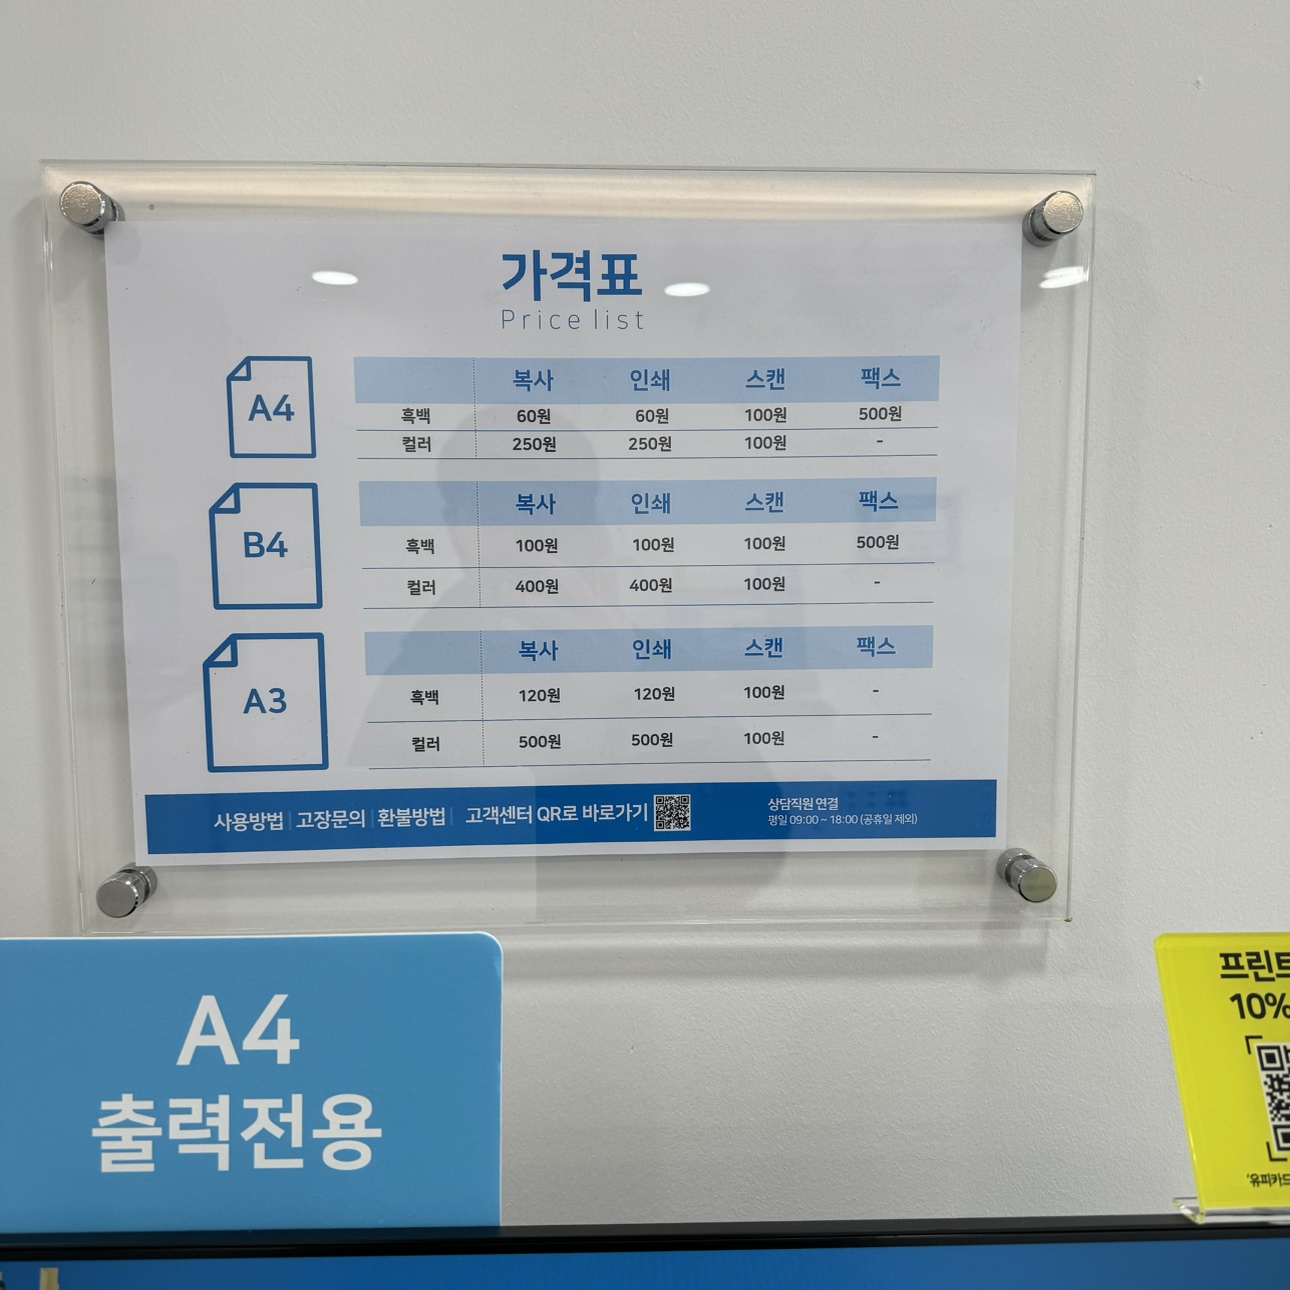 가격표
Price list
A4
복사 인쇄 스캔 팩스
흑백 60원 60원 100원 500원
컬러 250원 250원 100원 -
B4
복사 인쇄 스캔 팩스
흑백 100원 100원 100원 500원
컬러 400원 400원 100원 -
A3
복사 인쇄 스캔 팩스
흑백 120원 120원 100원 -
컬러 500원 500원 100원 -
사용방법 | 고장문의 | 환불방법 | 고객센터 QR로 바로가기
상담직원 연결
평일 09:00 ~ 18:00 (공휴일 제외)
A4
출력전용
프린트
10%
'유피카드